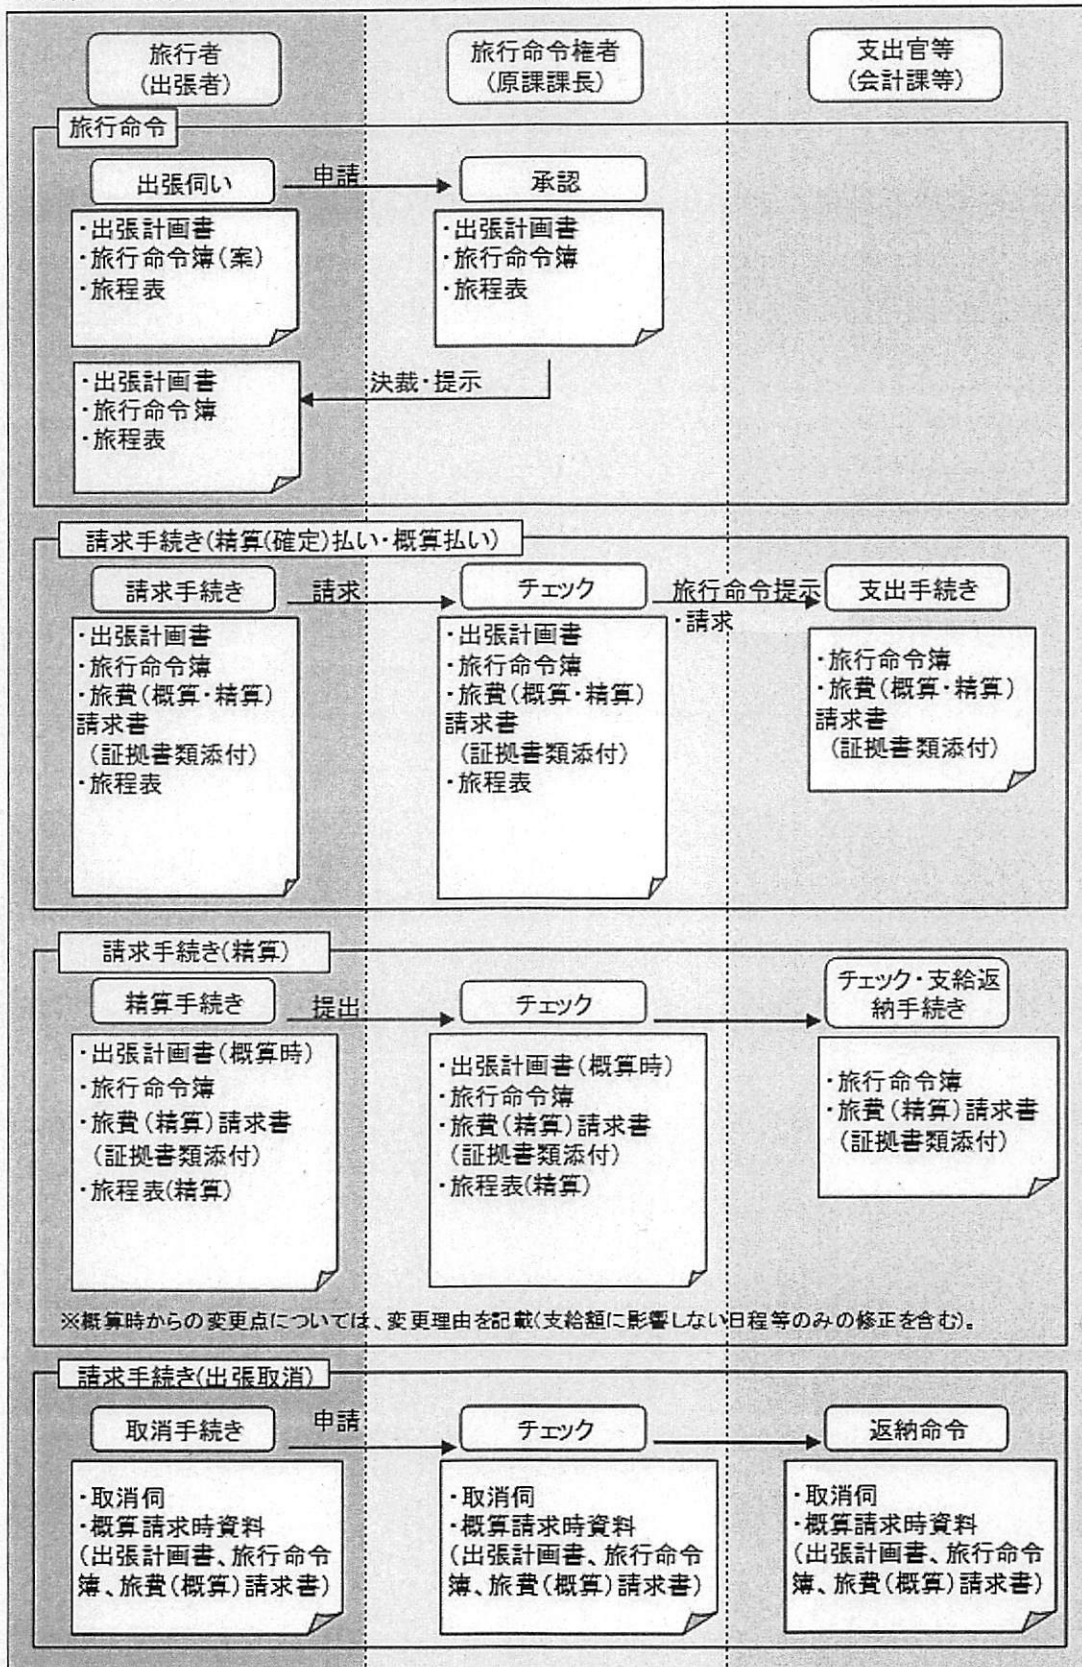 旅行者
(出張者)
旅行命令権者
(原課課長)
支出官等
(会計課等)
旅行命令
出張伺い
申請
承認
・出張計画書
・旅行命令簿(案)
・旅程表
・出張計画書
・旅行命令簿
・旅程表
決裁・提示
・出張計画書
・旅行命令簿
・旅程表
請求手続き(精算(確定)払い・概算払い)
請求手続き
請求
チェック
旅行命令提示
・請求
支出手続き
・出張計画書
・旅行命令簿
・旅費(概算・精算)
請求書
(証拠書類添付)
・旅程表
・出張計画書
・旅行命令簿
・旅費(概算・精算)
請求書
(証拠書類添付)
・旅程表
・旅行命令簿
・旅費(概算・精算)
請求書
(証拠書類添付)
請求手続き(精算)
精算手続き
提出
チェック
チェック・支給返
納手続き
・出張計画書(概算時)
・旅行命令簿
・旅費(精算)請求書
(証拠書類添付)
・旅程表(精算)
・出張計画書(概算時)
・旅行命令簿
・旅費(精算)請求書
(証拠書類添付)
・旅程表(精算)
・旅行命令簿
・旅費(精算)請求書
(証拠書類添付)
※概算時からの変更点については、変更理由を記載(支給額に影響しない日程等のみの修正を含む)。
請求手続き(出張取消)
取消手続き
申請
チェック
返納命令
・取消伺
・概算請求時資料
(出張計画書、旅行命令
簿、旅費(概算)請求書)
・取消伺
・概算請求時資料
(出張計画書、旅行命令
簿、旅費(概算)請求書)
・取消伺
・概算請求時資料
(出張計画書、旅行命令
簿、旅費(概算)請求書)